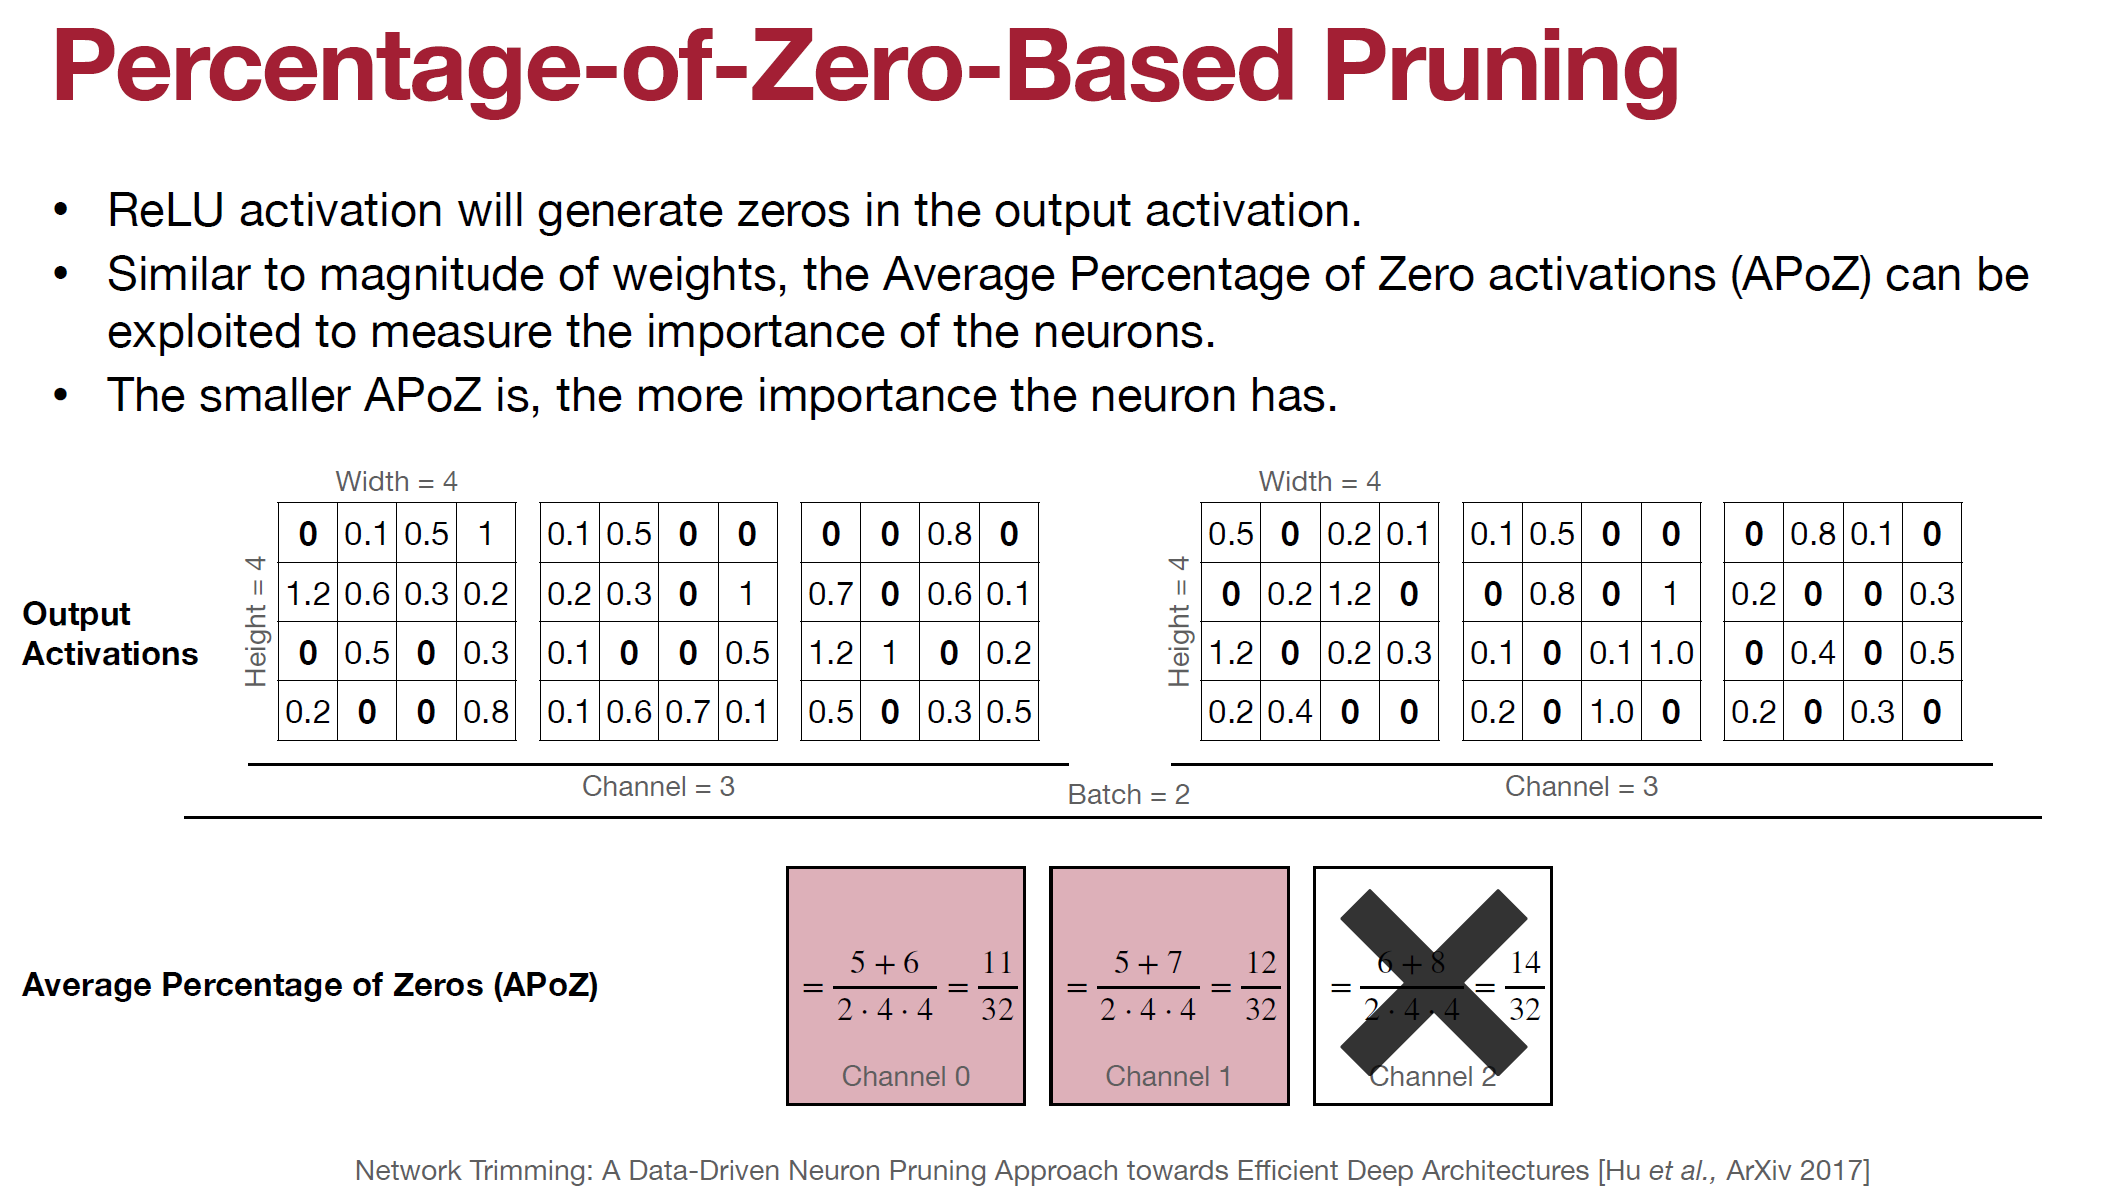 Percentage-of-Zero-Based Pruning
• ReLU activation will generate zeros in the output activation.
• Similar to magnitude of weights, the Average Percentage of Zero activations (APoZ) can be
exploited to measure the importance of the neurons.
• The smaller APoZ is, the more importance the neuron has.
Width = 4
Width = 4
Height = 4
Height = 4
Output
Activations
0 0.1 0.5 1 0.1 0.5 0 0 0 0 0.8 0 0.5 0 0.2 0.1 0.1 0.5 0 0 0 0.8 0.1 0
1.2 0.6 0.3 0.2 0.2 0.3 0 1 0.7 0 0.6 0.1 0 0.2 1.2 0 0 0.8 0 1 0.2 0 0 0.3
0 0.5 0 0.3 0.1 0 0 0.5 1.2 1 0 0.2 1.2 0 0.2 0.3 0.1 0 0.1 1.0 0 0.4 0 0.5
0.2 0 0 0.8 0.1 0.6 0.7 0.1 0.5 0 0.3 0.5 0.2 0.4 0 0 0.2 0 1.0 0 0.2 0 0.3 0
Channel = 3
Batch = 2
Channel = 3
Average Percentage of Zeros (APoZ)
= (5 + 6)/(2 · 4 · 4) = 11/32
Channel 0
= (5 + 7)/(2 · 4 · 4) = 12/32
Channel 1
= (6 + 8)/(2 · 4 · 4) = 14/32
Channel 2
Network Trimming: A Data-Driven Neuron Pruning Approach towards Efficient Deep Architectures [Hu et al., ArXiv 2017]